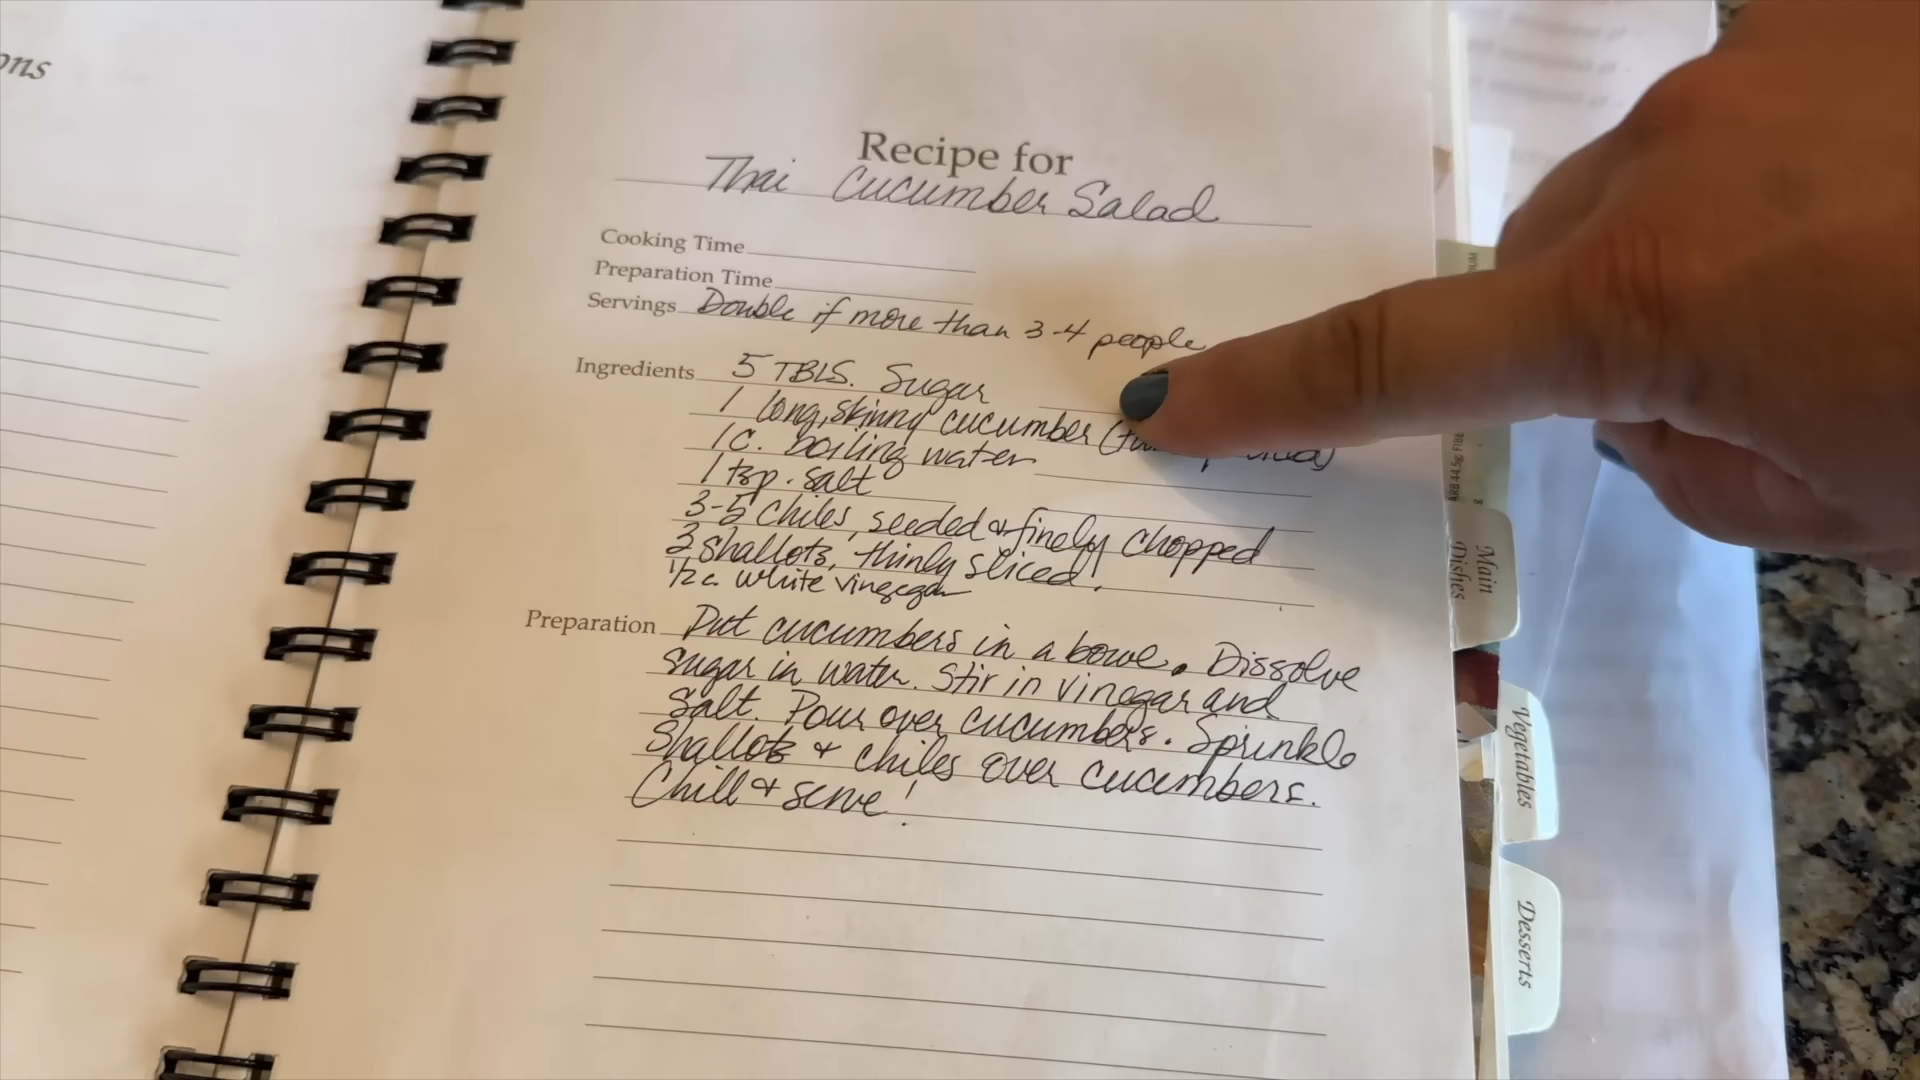 ons
Recipe for
Thai Cucumber Salad
Cooking Time
Preparation Time
Servings Double if more than 3-4 people
Ingredients 5 TBLS. Sugar
1 long, skinny cucumber
1 c. boiling water
1 tsp. salt
3-5 chiles, seeded & finely chopped
shallots, thinly sliced
1/2 c. white vinegar
Preparation Put cucumbers in a bowl. Dissolve
sugar in water. Stir in vinegar and
salt. Pour over cucumbers. Sprinkle
shallots & chiles over cucumbers.
Chill & serve!
Main
Dishes
Vegetables
Desserts